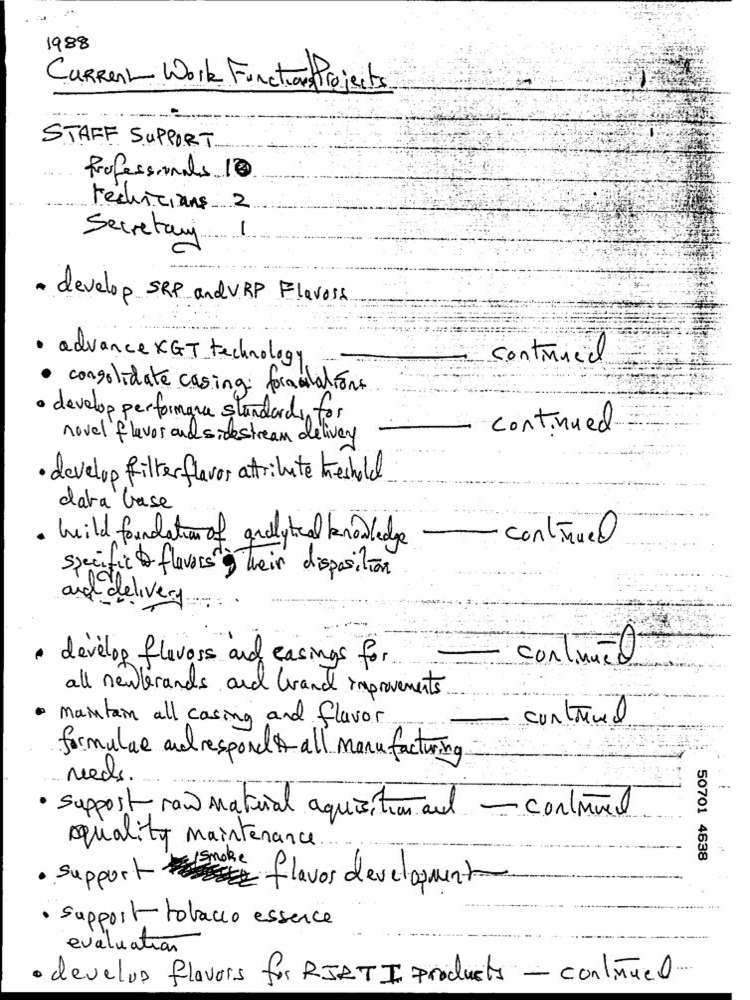 1988
Current Work Functions/Projects
STAFF SUPPORT
Professionals 10
Technicians 2
Secretary 1
• develop SRP and VRP Flavors
• advance KGT technology — continued
• consolidate casing formulations
• develop performance standards for
novel flavor and sidestream delivery — continued
• develop filter flavor attribute treshold
data base
• build foundation of analytical knowledge — continued
specific to flavors, their disposition
and delivery
• develop flavors and casings for — continued
all new brands and brand improvements
• maintain all casing and flavor — continued
formulae and respond to all manufacturing
needs.
• support raw material aquisition and — continued
quality maintenance
• support smoke flavor development
• support tobacco essence
evaluation
• develop flavors for RJRTI products — continued
50701 4638